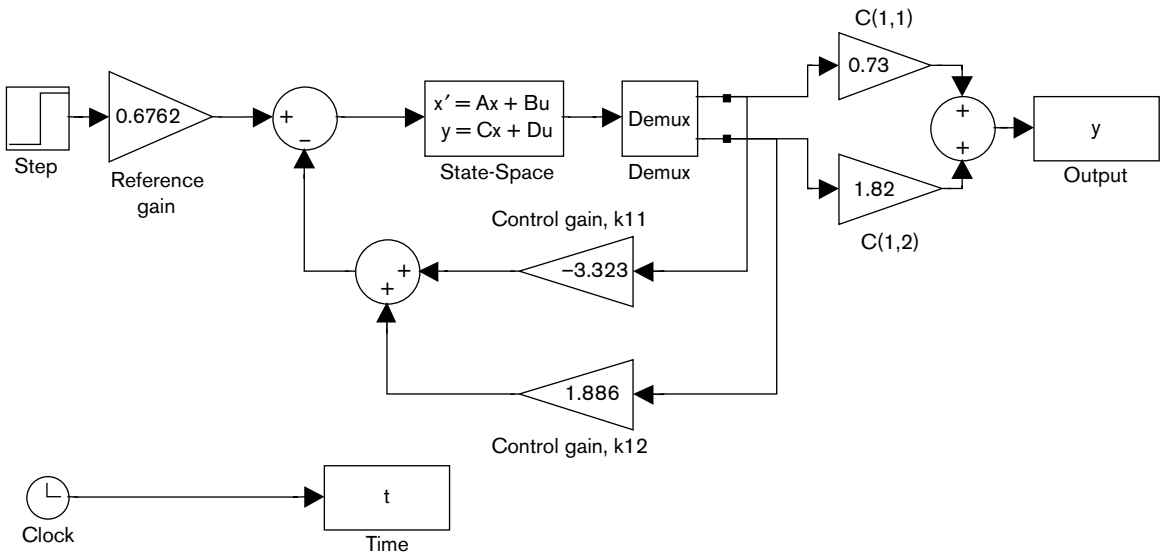 C(1,1)
0.73
Step
0.6762
Reference
gain
+
−
x′ = Ax + Bu
y = Cx + Du
State-Space
Demux
Demux
+
+
y
Output
1.82
C(1,2)
Control gain, k11
−3.323
+
+
1.886
Control gain, k12
Clock
t
Time